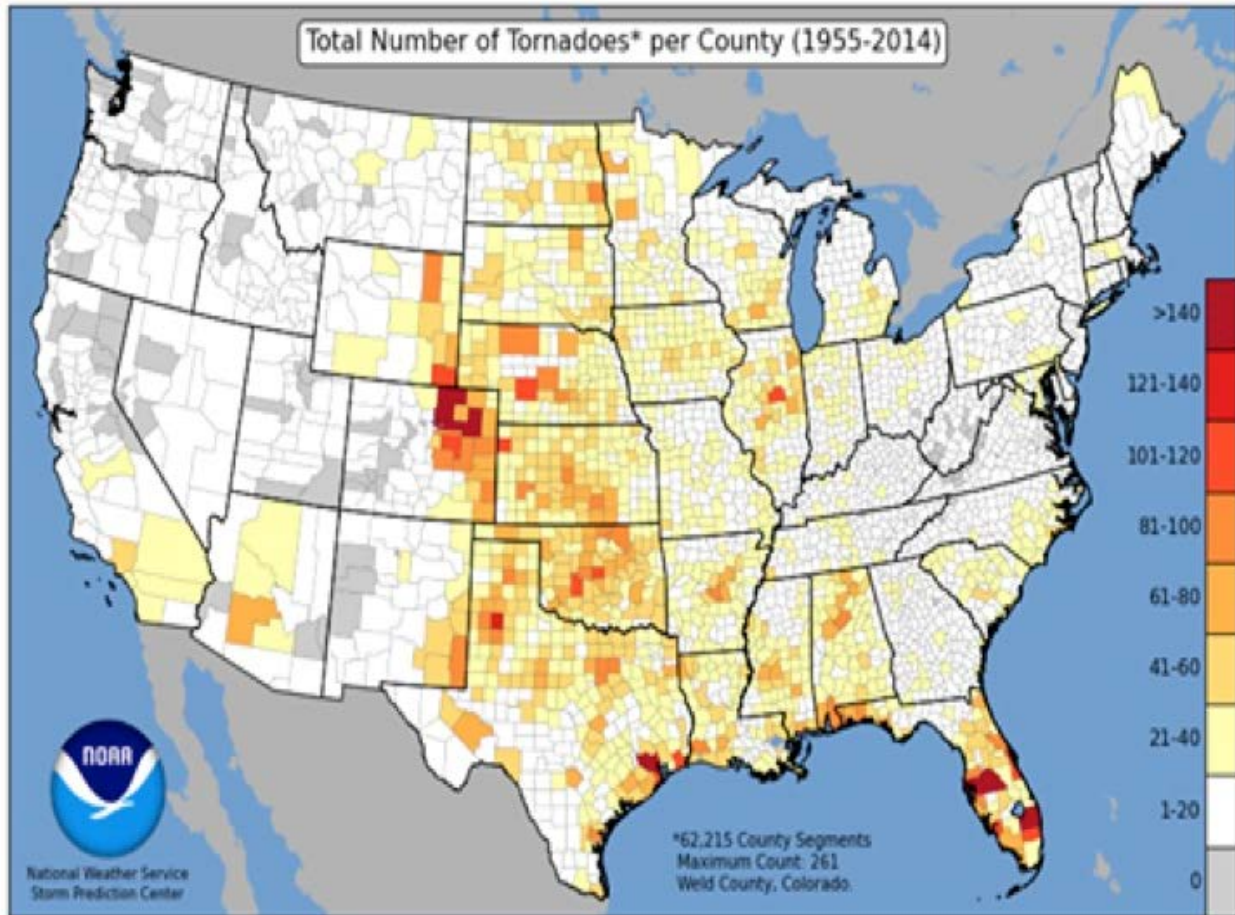 Total Number of Tornadoes* per County (1955-2014)
>140
121-140
101-120
81-100
61-80
41-60
21-40
1-20
0
NOAA
National Weather Service
Storm Prediction Center
*62,215 County Segments
Maximum Count: 261
Weld County, Colorado.